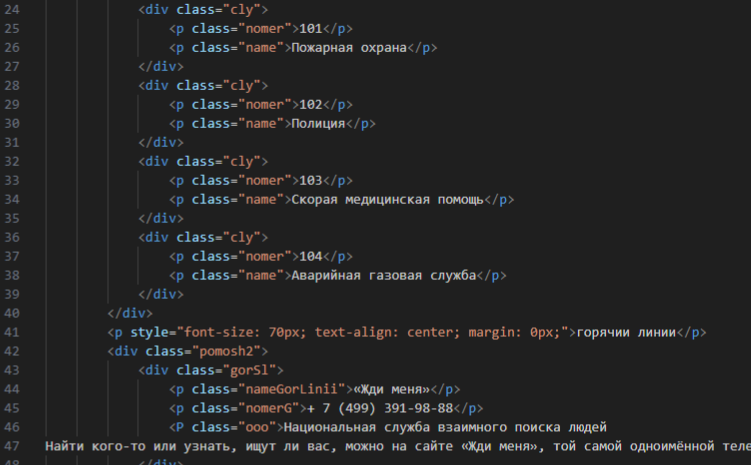 24 <div class="cly">
25 <p class="nomer">101</p>
26 <p class="name">Пожарная охрана</p>
27 </div>
28 <div class="cly">
29 <p class="nomer">102</p>
30 <p class="name">Полиция</p>
31 </div>
32 <div class="cly">
33 <p class="nomer">103</p>
34 <p class="name">Скорая медицинская помощь</p>
35 </div>
36 <div class="cly">
37 <p class="nomer">104</p>
38 <p class="name">Аварийная газовая служба</p>
39 </div>
40 </div>
41 <p style="font-size: 70px; text-align: center; margin: 0px;">горячии линии</p>
42 <div class="pomosh2">
43 <div class="gorSl">
44 <p class="nameGorLinii">«Жди меня»</p>
45 <p class="nomerG">+ 7 (499) 391-98-88</p>
46 <P class="ooo">Национальная служба взаимного поиска людей
47 Найти кого-то или узнать, ищут ли вас, можно на сайте «Жди меня», той самой одноимённой теле
48 </div>